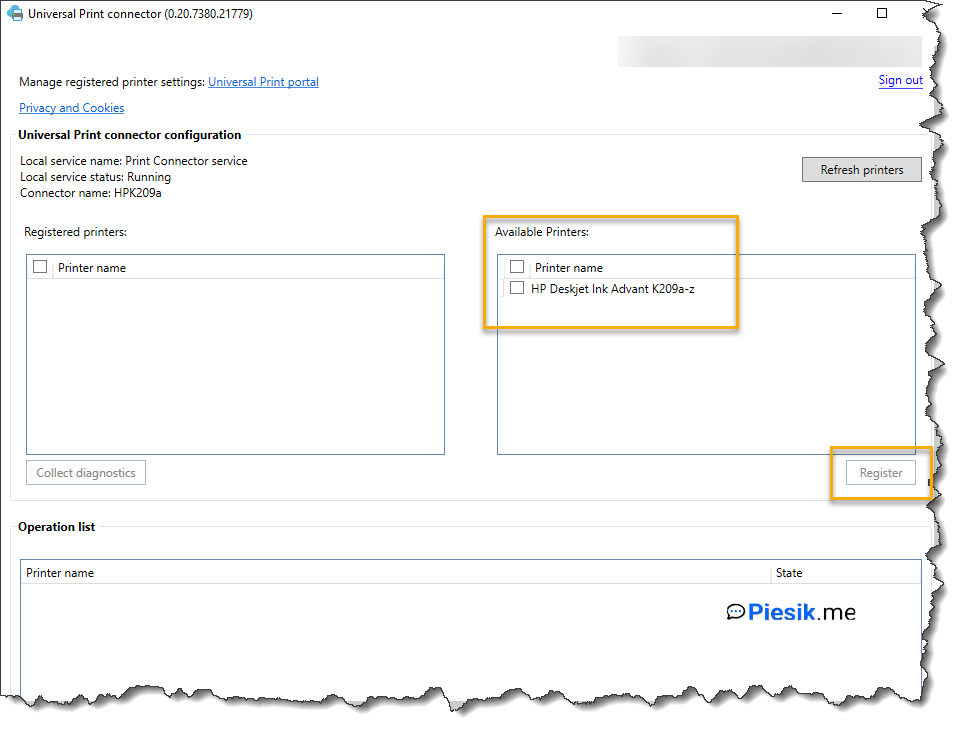 Universal Print connector (0.20.7380.21779)
Manage registered printer settings: Universal Print portal
Sign out
Privacy and Cookies
Universal Print connector configuration
Local service name: Print Connector service
Local service status: Running
Connector name: HPK209a
Refresh printers
Registered printers:
Printer name
Collect diagnostics
Available Printers:
Printer name
HP Deskjet Ink Advant K209a-z
Register
Operation list
Printer name State
Piesik.me